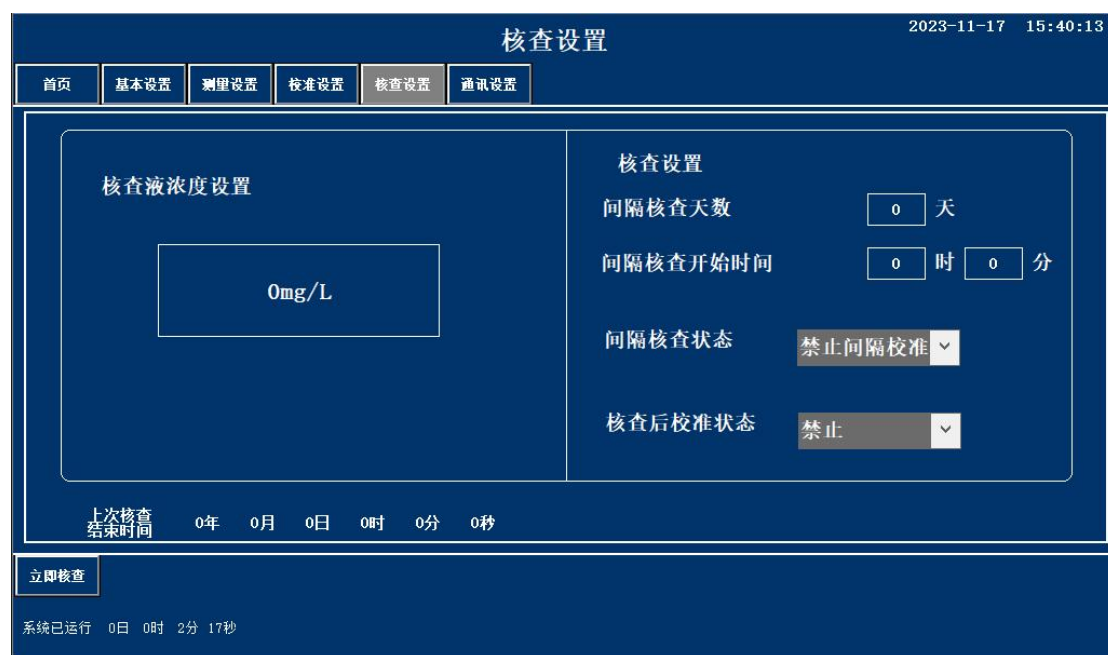 核查设置
2023-11-17 15:40:13
首页 基本设置 测量设置 校准设置 核查设置 通讯设置
核查液浓度设置
0mg/L
核查设置
间隔核查天数 0 天
间隔核查开始时间 0 时 0 分
间隔核查状态 禁止间隔校准
核查后校准状态 禁止
上次核查
结束时间 0年 0月 0日 0时 0分 0秒
立即核查
系统已运行 0日 0时 2分 17秒